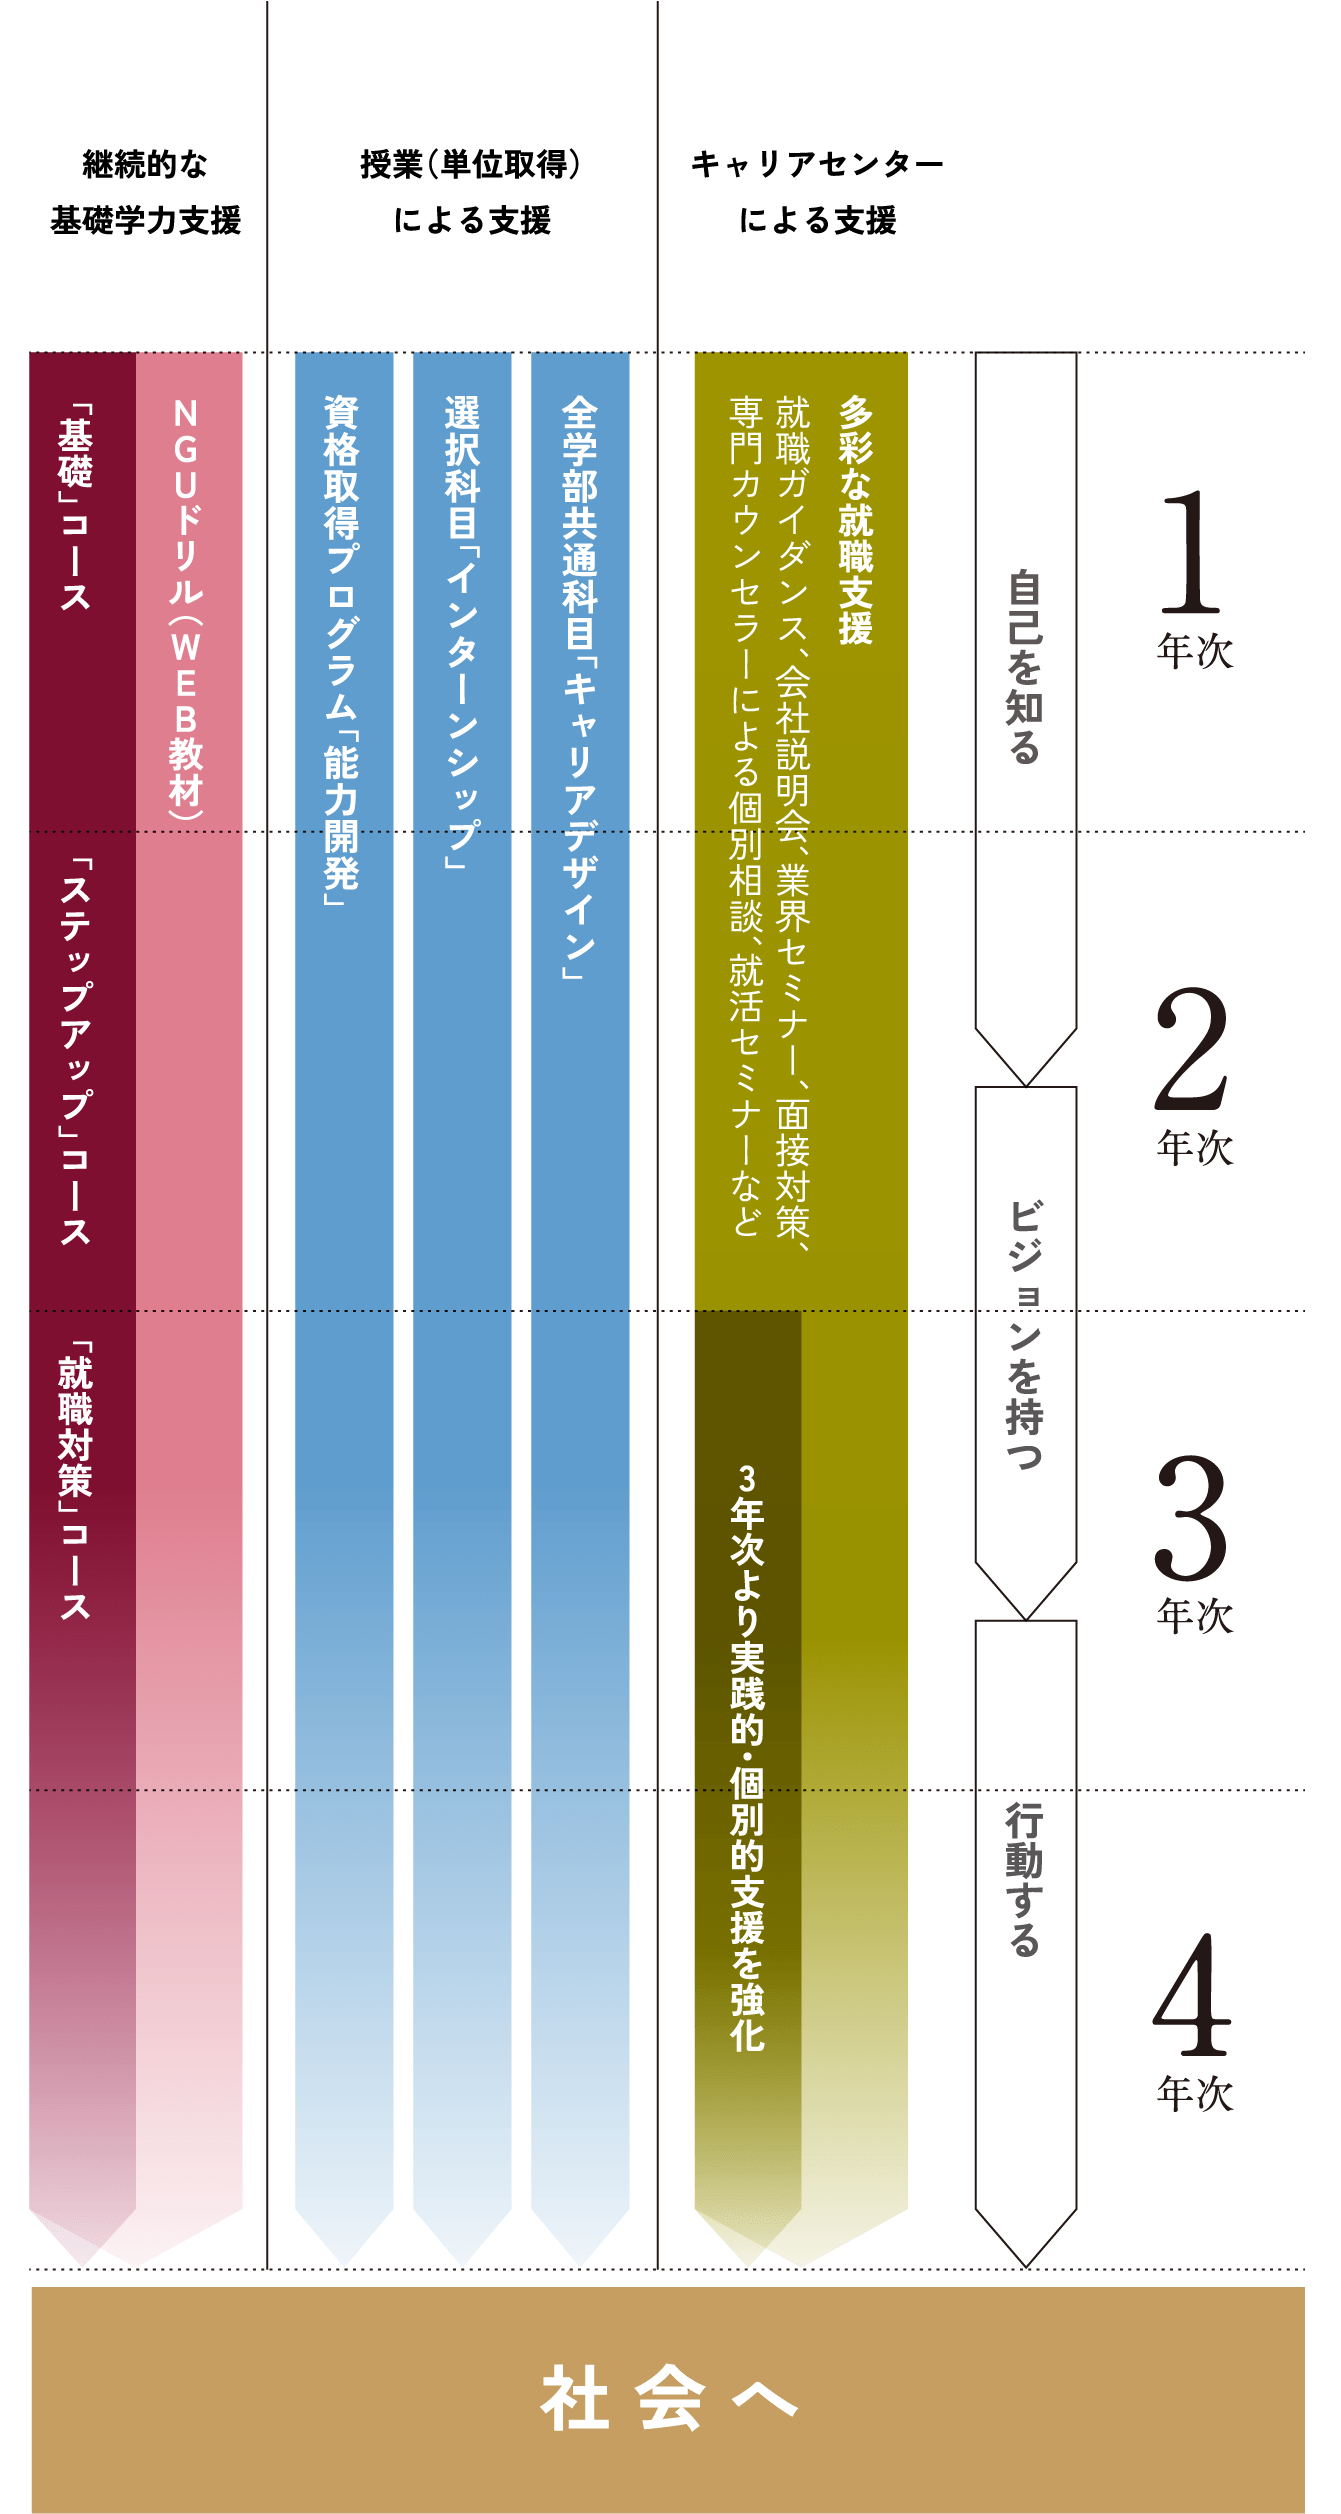 継続的な
基礎学力支援
授業（単位取得）
による支援
キャリアセンター
による支援
1
年次
2
年次
3
年次
4
年次
自己を知る
ビジョンを持つ
行動する
多彩な就職支援
就職ガイダンス、会社説明会、業界セミナー、面接対策、
専門カウンセラーによる個別相談、就活セミナーなど
3年次より実践的・個別的支援を強化
全学部共通科目「キャリアデザイン」
選択科目「インターンシップ」
資格取得プログラム「能力開発」
NGUドリル（WEB教材）
「基礎」コース
「ステップアップ」コース
「就職対策」コース
社会へ